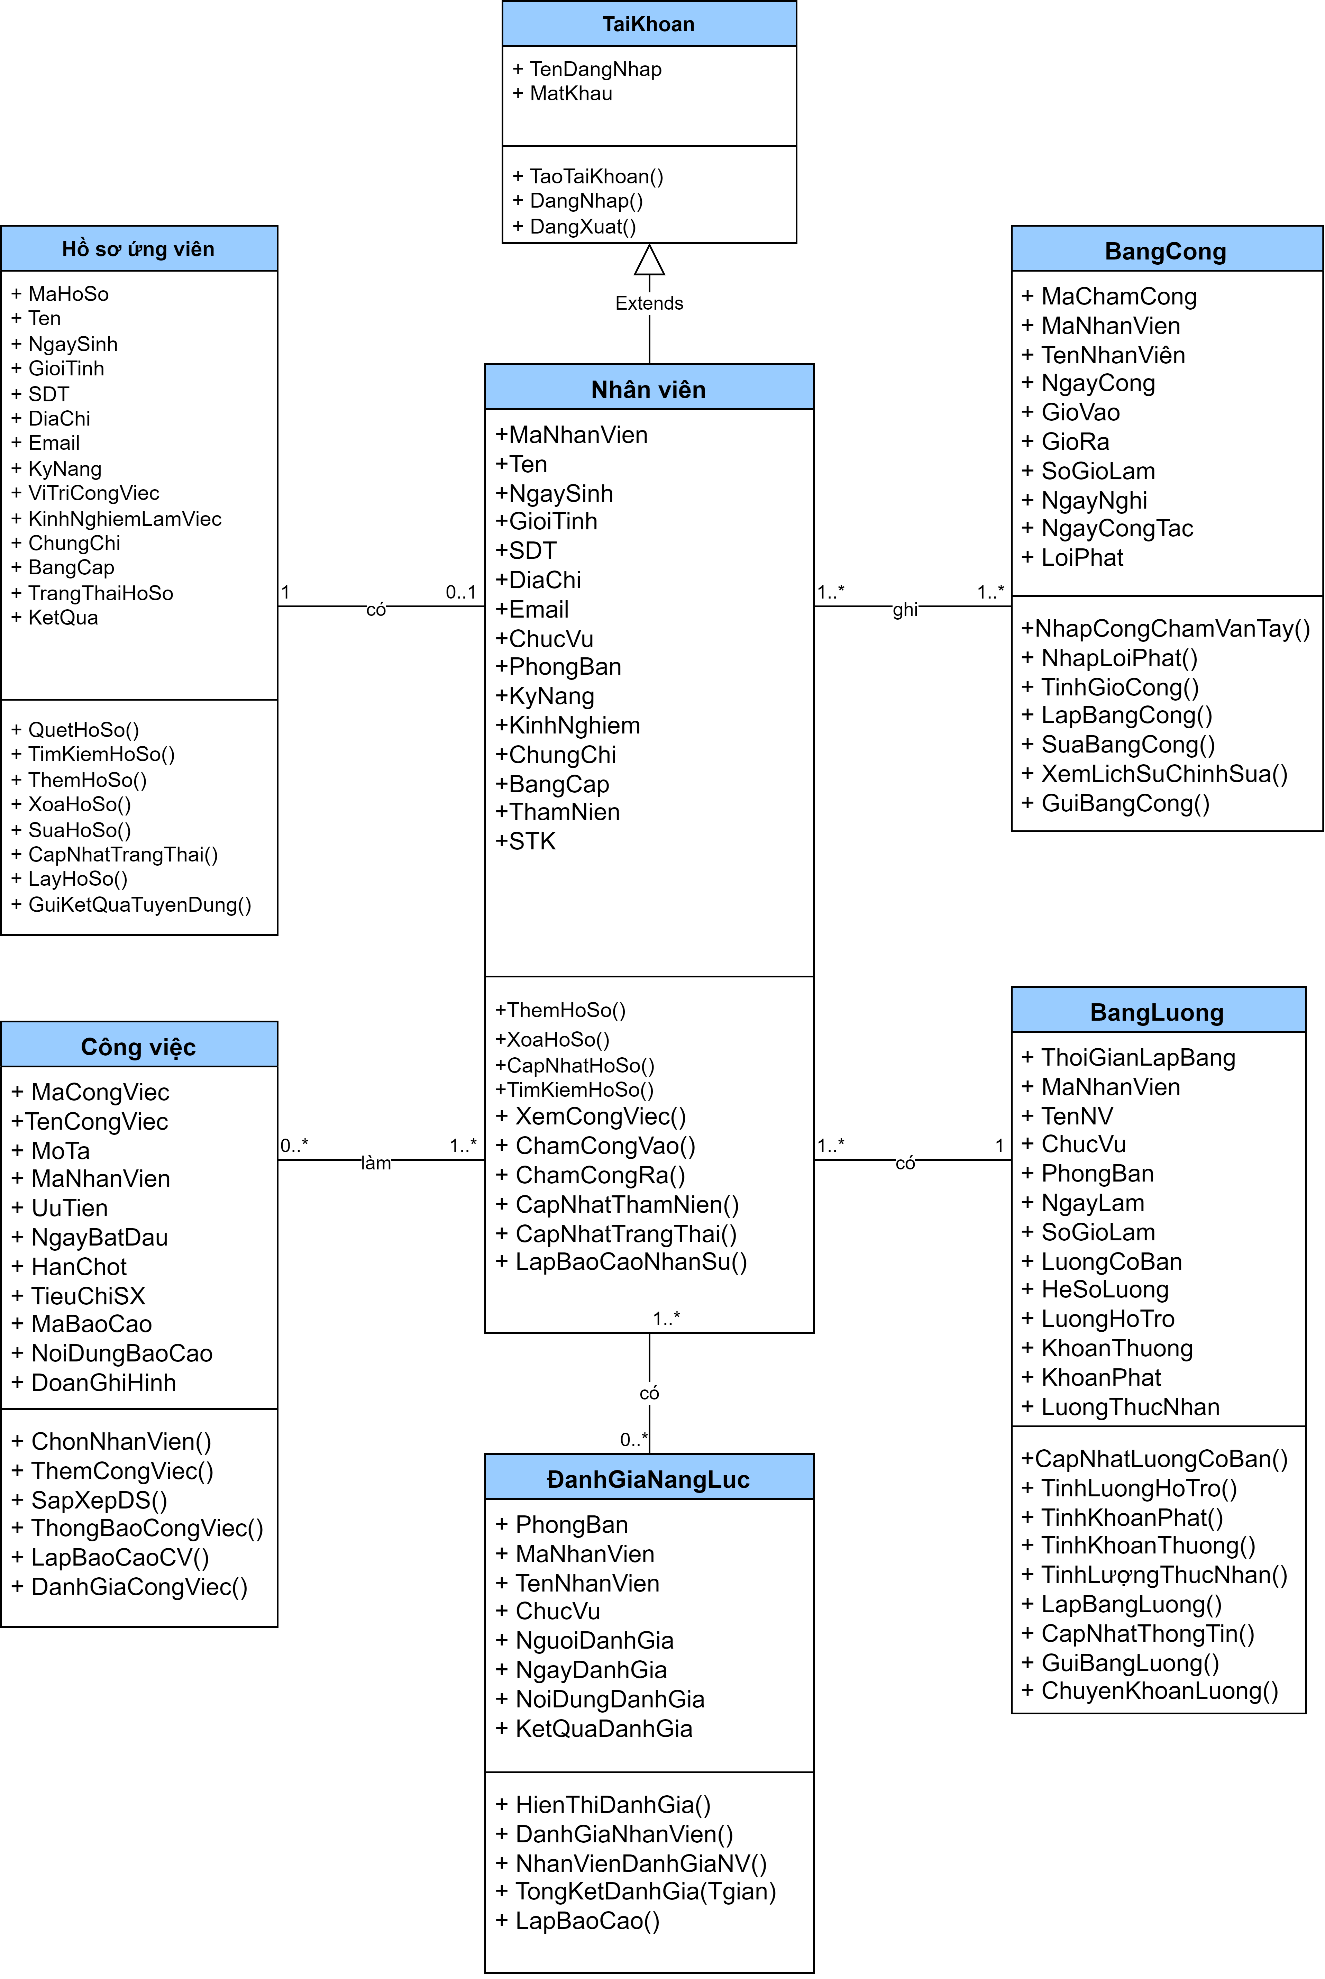 TaiKhoan
+ TenDangNhap
+ MatKhau
+ TaoTaiKhoan()
+ DangNhap()
+ DangXuat()
Extends
Hồ sơ ứng viên
+ MaHoSo
+ Ten
+ NgaySinh
+ GioiTinh
+ SDT
+ DiaChi
+ Email
+ KyNang
+ ViTriCongViec
+ KinhNghiemLamViec
+ ChungChi
+ BangCap
+ TrangThaiHoSo
+ KetQua
+ QuetHoSo()
+ TimKiemHoSo()
+ ThemHoSo()
+ XoaHoSo()
+ SuaHoSo()
+ CapNhatTrangThai()
+ LayHoSo()
+ GuiKetQuaTuyenDung()
1
có
0..1
Nhân viên
+MaNhanVien
+Ten
+NgaySinh
+GioiTinh
+SDT
+DiaChi
+Email
+ChucVu
+PhongBan
+KyNang
+KinhNghiem
+ChungChi
+BangCap
+ThamNien
+STK
+ThemHoSo()
+XoaHoSo()
+CapNhatHoSo()
+TimKiemHoSo()
+ XemCongViec()
+ ChamCongVao()
+ ChamCongRa()
+ CapNhatThamNien()
+ CapNhatTrangThai()
+ LapBaoCaoNhanSu()
1..*
ghi
1..*
BangCong
+ MaChamCong
+ MaNhanVien
+ TenNhanViên
+ NgayCong
+ GioVao
+ GioRa
+ SoGioLam
+ NgayNghi
+ NgayCongTac
+ LoiPhat
+NhapCongChamVanTay()
+ NhapLoiPhat()
+ TinhGioCong()
+ LapBangCong()
+ SuaBangCong()
+ XemLichSuChinhSua()
+ GuiBangCong()
Công việc
+ MaCongViec
+TenCongViec
+ MoTa
+ MaNhanVien
+ UuTien
+ NgayBatDau
+ HanChot
+ TieuChiSX
+ MaBaoCao
+ NoiDungBaoCao
+ DoanGhiHinh
+ ChonNhanVien()
+ ThemCongViec()
+ SapXepDS()
+ ThongBaoCongViec()
+ LapBaoCaoCV()
+ DanhGiaCongViec()
0..*
làm
1..*
1..*
có
1
BangLuong
+ ThoiGianLapBang
+ MaNhanVien
+ TenNV
+ ChucVu
+ PhongBan
+ NgayLam
+ SoGioLam
+ LuongCoBan
+ HeSoLuong
+ LuongHoTro
+ KhoanThuong
+ KhoanPhat
+ LuongThucNhan
+CapNhatLuongCoBan()
+ TinhLuongHoTro()
+ TinhKhoanPhat()
+ TinhKhoanThuong()
+ TinhLượngThucNhan()
+ LapBangLuong()
+ CapNhatThongTin()
+ GuiBangLuong()
+ ChuyenKhoanLuong()
1..*
có
0..*
ĐanhGiaNangLuc
+ PhongBan
+ MaNhanVien
+ TenNhanVien
+ ChucVu
+ NguoiDanhGia
+ NgayDanhGia
+ NoiDungDanhGia
+ KetQuaDanhGia
+ HienThiDanhGia()
+ DanhGiaNhanVien()
+ NhanVienDanhGiaNV()
+ TongKetDanhGia(Tgian)
+ LapBaoCao()